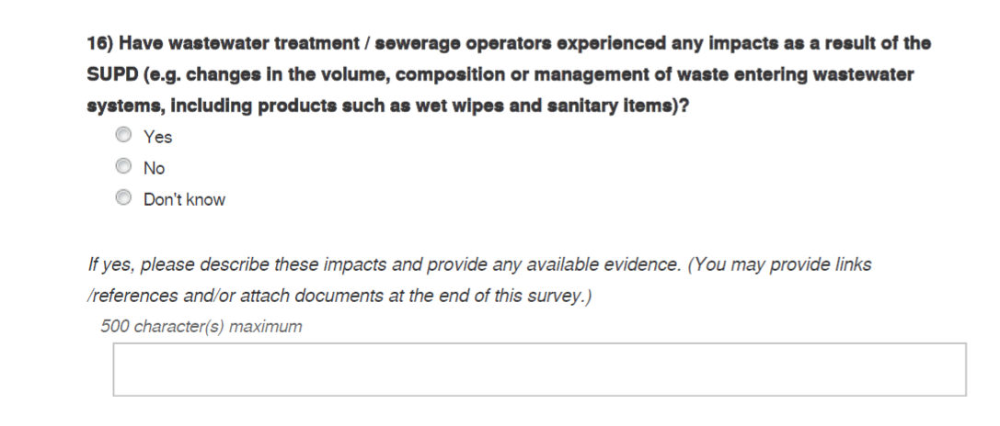 16) Have wastewater treatment / sewerage operators experienced any impacts as a result of the
SUPD (e.g. changes in the volume, composition or management of waste entering wastewater
systems, including products such as wet wipes and sanitary items)?
Yes
No
Don't know
If yes, please describe these impacts and provide any available evidence. (You may provide links
/references and/or attach documents at the end of this survey.)
500 character(s) maximum